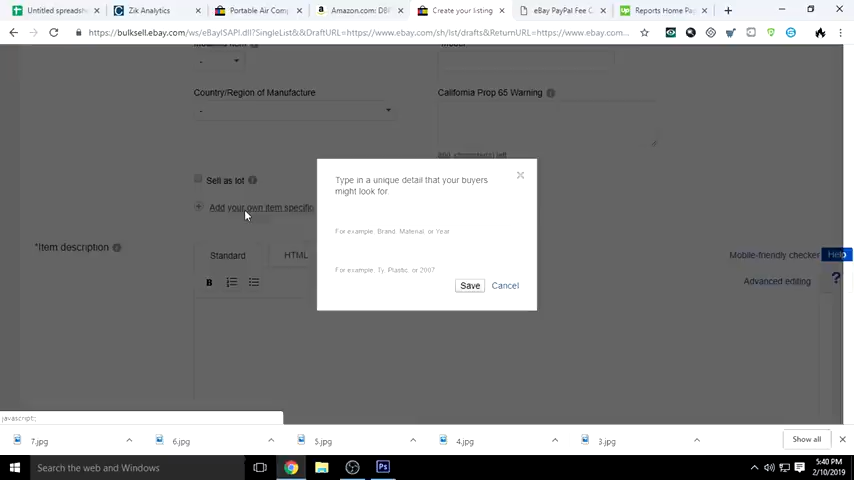 Untitled spreadsh
Zik Analytics
Portable Air Comp
Amazon.com: DBP
Create your listing
eBay PayPal Fee C
Reports Home Pag
https://bulksell.ebay.com/ws/eBayISAPI.dll?SingleList&&DraftURL=https://www.ebay.com/sh/lst/drafts&ReturnURL=https://www.ebay.com...
-
Country/Region of Manufacture
California Prop 65 Warning
-
Sell as lot
Add your own item specific
Type in a unique detail that your buyers
might look for.
For example, Brand, Material, or Year
For example, Ty, Plastic, or 2007
Save
Cancel
*Item description
Standard
HTML
Mobile-friendly checker
Help
B
Advanced editing
?
javascript:;
7.jpg
6.jpg
5.jpg
4.jpg
3.jpg
Show all
Search the web and Windows
Ps
5:40 PM
2/10/2019